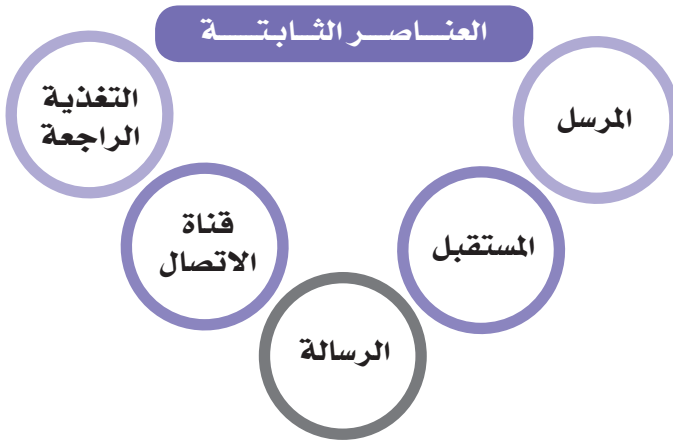 العناصر الثابتة
المرسل
المستقبل
الرسالة
قناة
الاتصال
التغذية
الراجعة